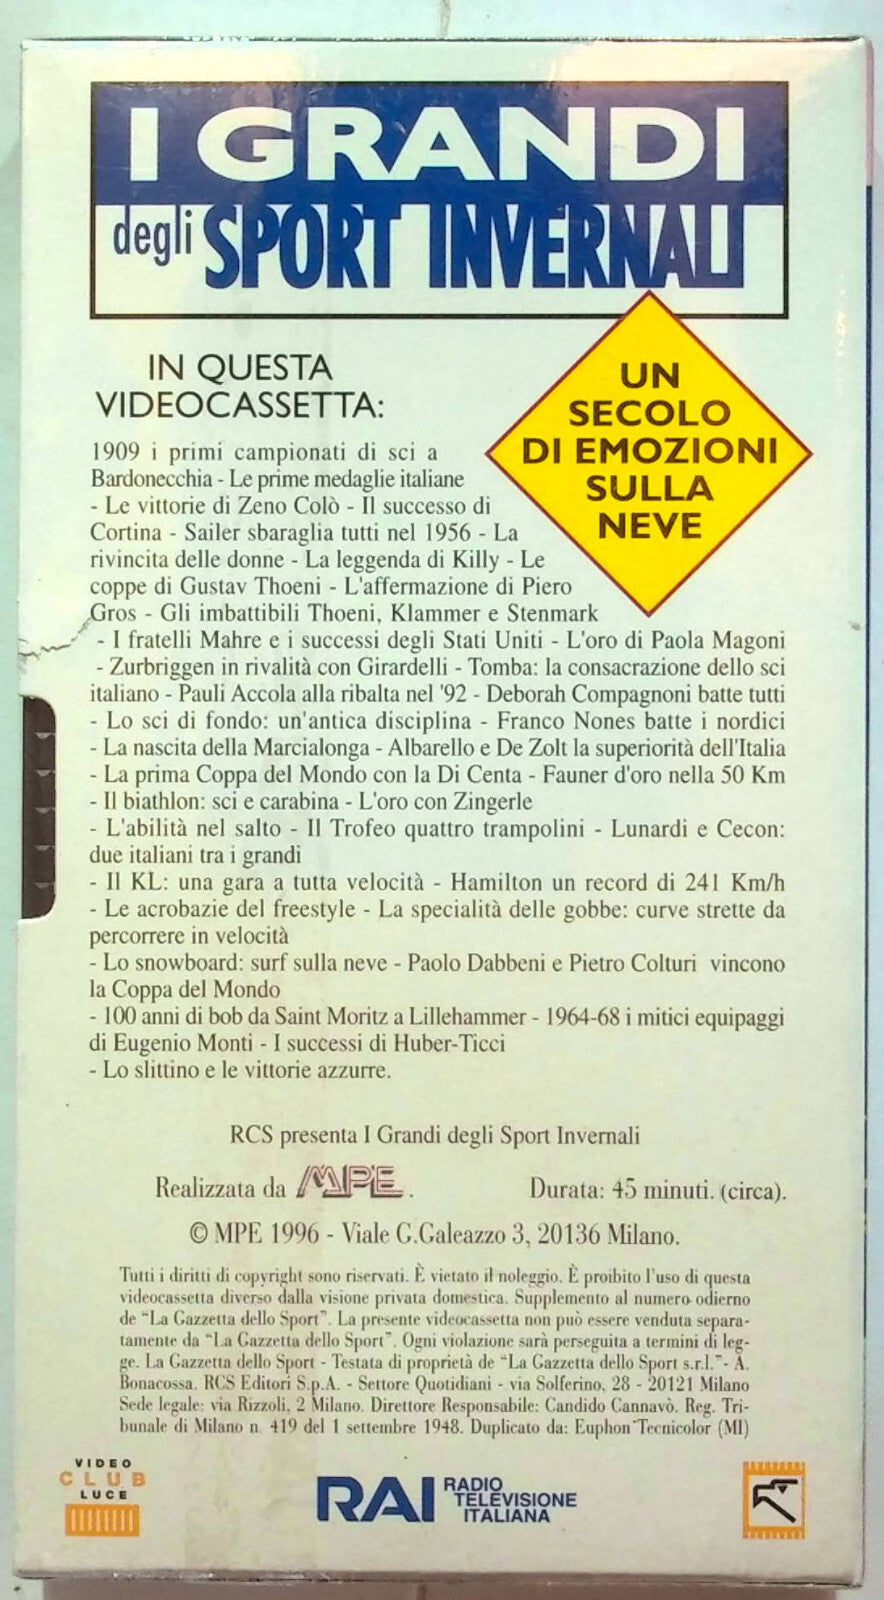 I GRANDI
degli SPORT INVERNALI
UN
SECOLO
DI EMOZIONI
SULLA
NEVE
IN QUESTA
VIDEOCASSETTA:
1909 i primi campionati di sci a
Bardonecchia - Le prime medaglie italiane
- Le vittorie di Zeno Colò - Il successo di
Cortina - Sailer sbaraglia tutti nel 1956 - La
rivincita delle donne - La leggenda di Killy - Le
coppe di Gustav Thoeni - L'affermazione di Piero
Gros - Gli imbattibili Thoeni, Klammer e Stenmark
- I fratelli Mahre e i successi degli Stati Uniti - L'oro di Paola Magoni
- Zurbriggen in rivalità con Girardelli - Tomba: la consacrazione dello sci
italiano - Pauli Accola alla ribalta nel '92 - Deborah Compagnoni batte tutti
- Lo sci di fondo: un'antica disciplina - Franco Nones batte i nordici
- La nascita della Marcialonga - Albarello e De Zolt la superiorità dell'Italia
- La prima Coppa del Mondo con la Di Centa - Fauner d'oro nella 50 Km
- Il biathlon: sci e carabina - L'oro con Zingerle
- L'abilità nel salto - Il Trofeo quattro trampolini - Lunardi e Cecon:
due italiani tra i grandi
- Il KL: una gara a tutta velocità - Hamilton un record di 241 Km/h
- Le acrobazie del freestyle - La specialità delle gobbe: curve strette da
percorrere in velocità
- Lo snowboard: surf sulla neve - Paolo Dabbeni e Pietro Colturi vincono
la Coppa del Mondo
- 100 anni di bob da Saint Moritz a Lillehammer - 1964-68 i mitici equipaggi
di Eugenio Monti - I successi di Huber-Ticci
- Lo slittino e le vittorie azzurre.
RCS presenta I Grandi degli Sport Invernali
Realizzata da MPE. Durata: 45 minuti. (circa).
© MPE 1996 - Viale G.Galeazzo 3, 20136 Milano.
Tutti i diritti di copyright sono riservati. È vietato il noleggio. È proibito l'uso di questa
videocassetta diverso dalla visione privata domestica. Supplemento al numero odierno
de "La Gazzetta dello Sport". La presente videocassetta non può essere venduta separa-
tamente da "La Gazzetta dello Sport". Ogni violazione sarà perseguita a termini di leg-
ge. La Gazzetta dello Sport - Testata di proprietà de "La Gazzetta dello Sport s.r.l."- A.
Bonacossa. RCS Editori S.p.A. - Settore Quotidiani - via Solferino, 28 - 20121 Milano
Sede legale: via Rizzoli, 2 Milano. Direttore Responsabile: Candido Cannavò. Reg. Tri-
bunale di Milano n. 419 del 1 settembre 1948. Duplicato da: Euphon Tecnicolor (MI)
VIDEO
CLUB
LUCE
RAI RADIO
TELEVISIONE
ITALIANA